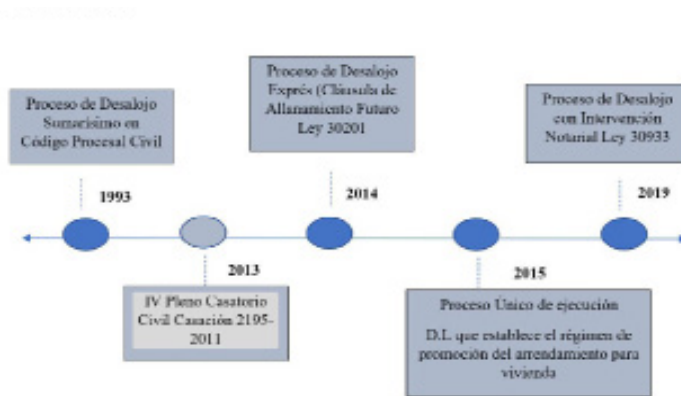 Proceso de Desalojo
Sumarísimo en
Código Procesal Civil
1993
2013
IV Pleno Casatorio
Civil Casación 2195-
2011
Proceso de Desalojo
Exprés (Cláusula de
Allanamiento Futuro
Ley 30201
2014
2015
Proceso Único de ejecución
D.L que establece el régimen de
promoción del arrendamiento para
vivienda
Proceso de Desalojo
con Intervención
Notarial Ley 30933
2019